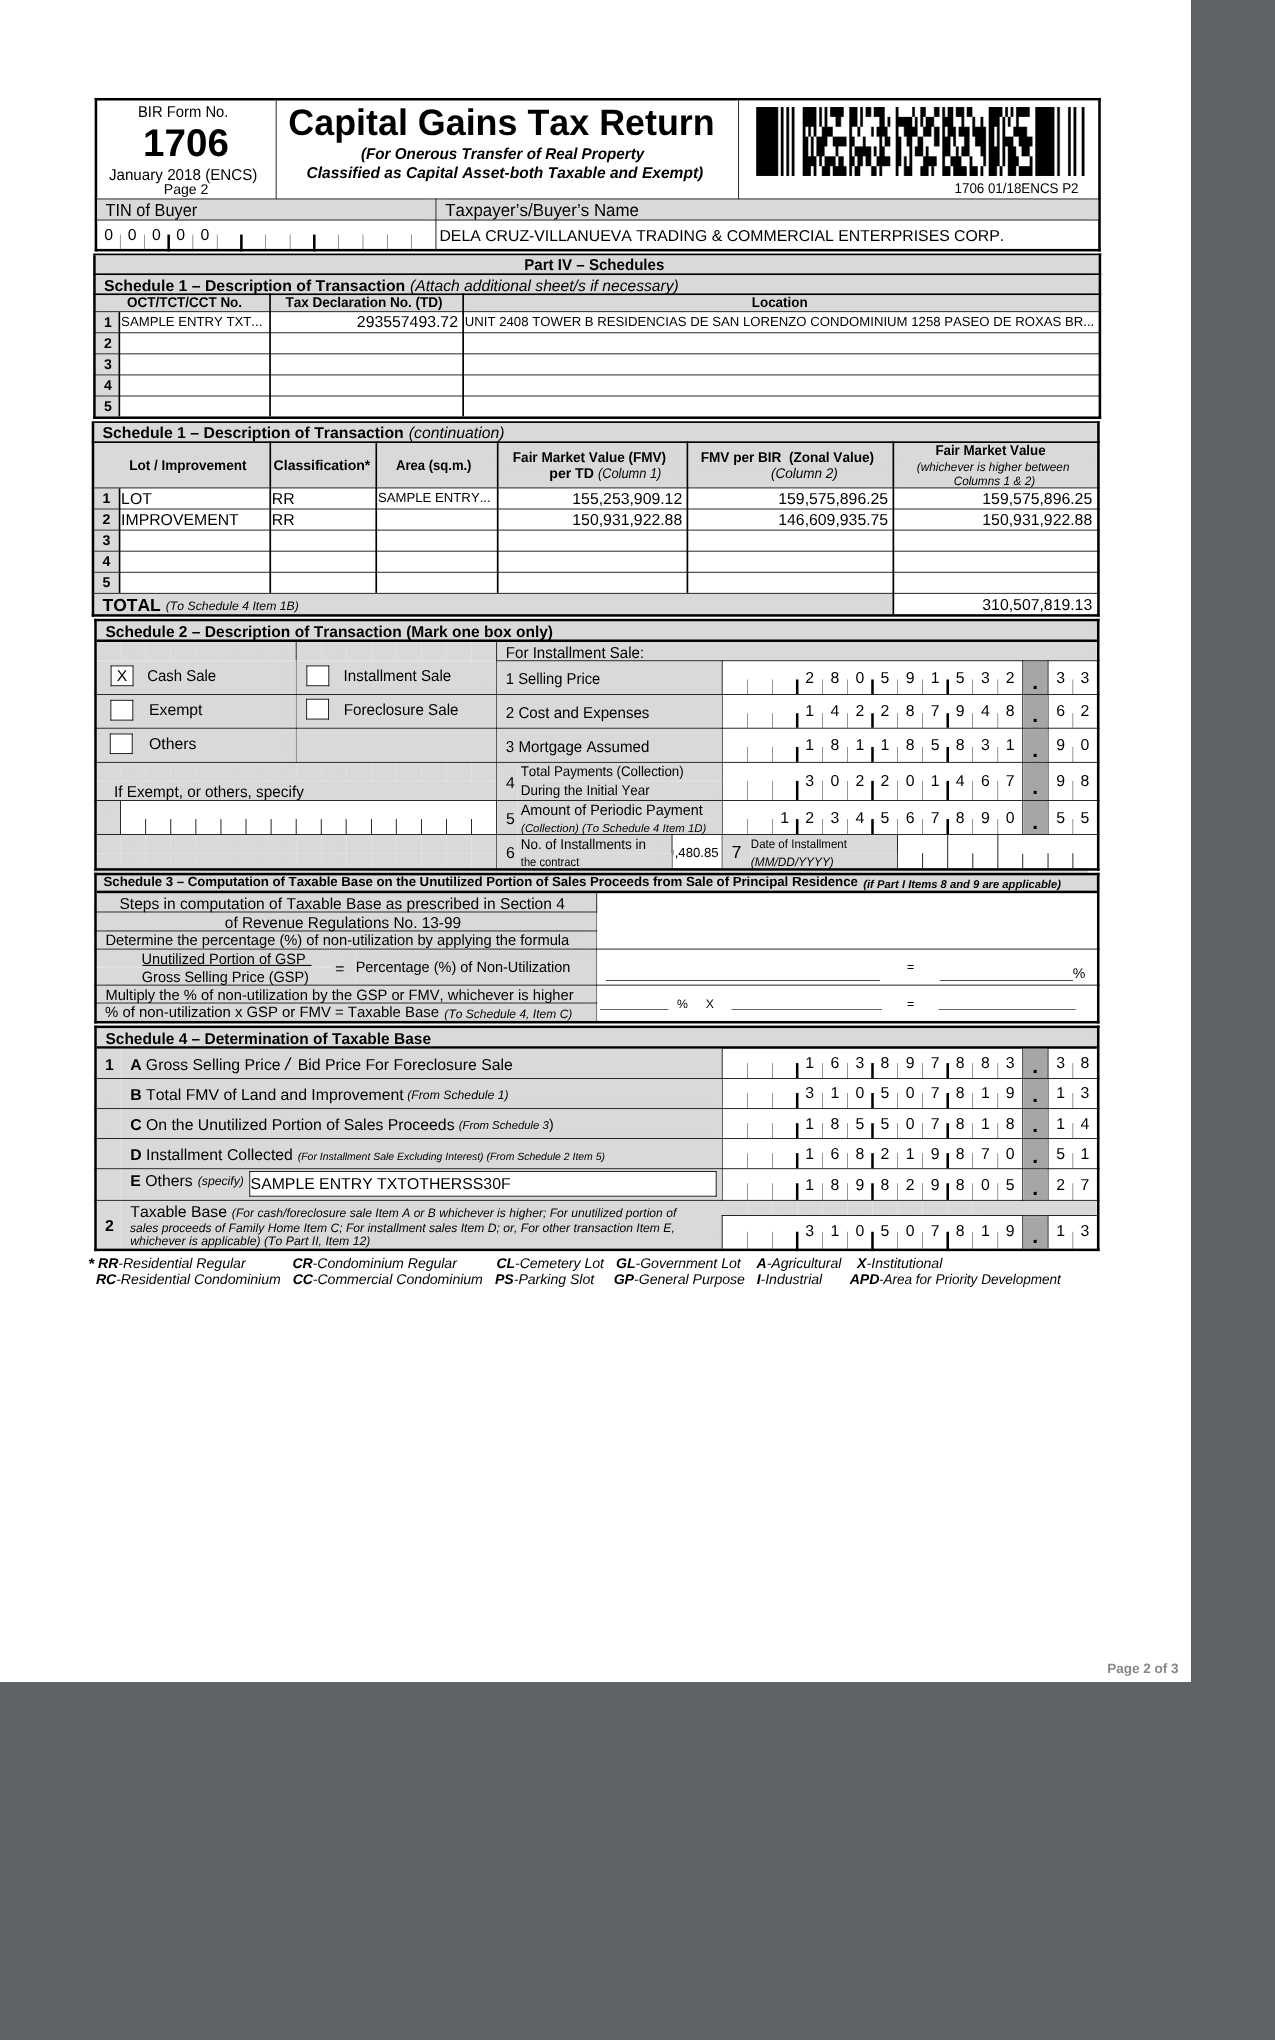 BIR Form No.
1706
January 2018 (ENCS)
Page 2
Capital Gains Tax Return
(For Onerous Transfer of Real Property
Classified as Capital Asset-both Taxable and Exempt)
1706 01/18ENCS P2
TIN of Buyer Taxpayer's/Buyer's Name
0 0 0 0 0 DELA CRUZ-VILLANUEVA TRADING & COMMERCIAL ENTERPRISES CORP.
Part IV – Schedules
Schedule 1 – Description of Transaction (Attach additional sheet/s if necessary)
OCT/TCT/CCT No. Tax Declaration No. (TD) Location
1 SAMPLE ENTRY TXT... 293557493.72 UNIT 2408 TOWER B RESIDENCIAS DE SAN LORENZO CONDOMINIUM 1258 PASEO DE ROXAS BR...
2
3
4
5
Schedule 1 – Description of Transaction (continuation)
Lot / Improvement Classification* Area (sq.m.) Fair Market Value (FMV) per TD (Column 1) FMV per BIR (Zonal Value) (Column 2) Fair Market Value (whichever is higher between Columns 1 & 2)
1 LOT RR SAMPLE ENTRY... 155,253,909.12 159,575,896.25 159,575,896.25
2 IMPROVEMENT RR 150,931,922.88 146,609,935.75 150,931,922.88
3
4
5
TOTAL (To Schedule 4 Item 1B) 310,507,819.13
Schedule 2 – Description of Transaction (Mark one box only)
For Installment Sale:
X Cash Sale Installment Sale 1 Selling Price 2 8 0 5 9 1 5 3 2 . 3 3
Exempt Foreclosure Sale 2 Cost and Expenses 1 4 2 2 8 7 9 4 8 . 6 2
Others 3 Mortgage Assumed 1 8 1 1 8 5 8 3 1 . 9 0
If Exempt, or others, specify 4 Total Payments (Collection) During the Initial Year 3 0 2 2 0 1 4 6 7 . 9 8
5 Amount of Periodic Payment (Collection) (To Schedule 4 Item 1D) 1 2 3 4 5 6 7 8 9 0 . 5 5
6 No. of Installments in the contract ,480.85 7 Date of Installment (MM/DD/YYYY)
Schedule 3 – Computation of Taxable Base on the Unutilized Portion of Sales Proceeds from Sale of Principal Residence (if Part I Items 8 and 9 are applicable)
Steps in computation of Taxable Base as prescribed in Section 4
of Revenue Regulations No. 13-99
Determine the percentage (%) of non-utilization by applying the formula
Unutilized Portion of GSP
Gross Selling Price (GSP) = Percentage (%) of Non-Utilization = %
Multiply the % of non-utilization by the GSP or FMV, whichever is higher
% of non-utilization x GSP or FMV = Taxable Base (To Schedule 4, Item C) % X =
Schedule 4 – Determination of Taxable Base
1 A Gross Selling Price / Bid Price For Foreclosure Sale 1 6 3 8 9 7 8 8 3 . 3 8
B Total FMV of Land and Improvement (From Schedule 1) 3 1 0 5 0 7 8 1 9 . 1 3
C On the Unutilized Portion of Sales Proceeds (From Schedule 3) 1 8 5 5 0 7 8 1 8 . 1 4
D Installment Collected (For Installment Sale Excluding Interest) (From Schedule 2 Item 5) 1 6 8 2 1 9 8 7 0 . 5 1
E Others (specify) SAMPLE ENTRY TXTOTHERSS30F 1 8 9 8 2 9 8 0 5 . 2 7
2 Taxable Base (For cash/foreclosure sale Item A or B whichever is higher; For unutilized portion of
sales proceeds of Family Home Item C; For installment sales Item D; or, For other transaction Item E,
whichever is applicable) (To Part II, Item 12) 3 1 0 5 0 7 8 1 9 . 1 3
* RR-Residential Regular CR-Condominium Regular CL-Cemetery Lot GL-Government Lot A-Agricultural X-Institutional
RC-Residential Condominium CC-Commercial Condominium PS-Parking Slot GP-General Purpose I-Industrial APD-Area for Priority Development
Page 2 of 3